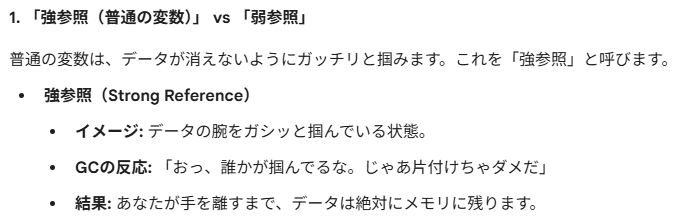 1. 「強参照（普通の変数）」 vs 「弱参照」
普通の変数は、データが消えないようにガッチリと掴みます。これを「強参照」と呼びます。
• 強参照（Strong Reference）
• イメージ: データの腕をガシッと掴んでいる状態。
• GCの反応: 「おっ、誰かが掴んでるな。じゃあ片付けちゃダメだ」
• 結果: あなたが手を離すまで、データは絶対にメモリに残ります。